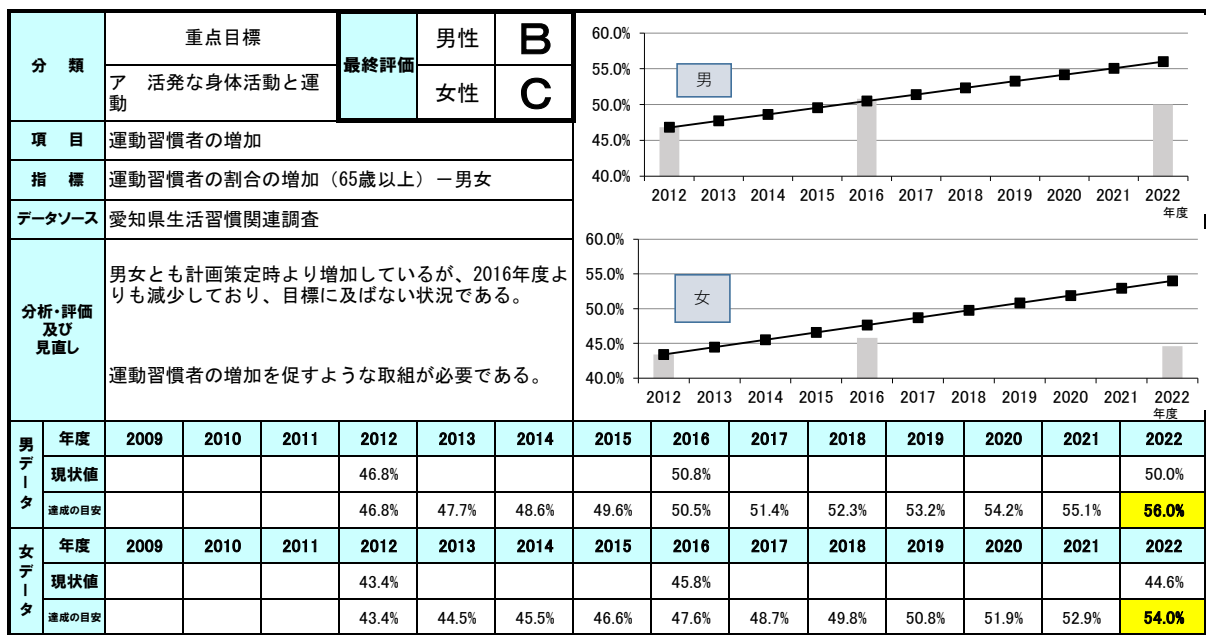 分 類
重点目標
ア 活発な身体活動と運
動
最終評価
男性 B
女性 C
項 目 運動習慣者の増加
指 標 運動習慣者の割合の増加（65歳以上）－男女
データソース 愛知県生活習慣関連調査
分析・評価
及び
見直し
男女とも計画策定時より増加しているが、2016年度よ
りも減少しており、目標に及ばない状況である。
運動習慣者の増加を促すような取組が必要である。
60.0%
55.0%
50.0%
45.0%
40.0%
男
2012 2013 2014 2015 2016 2017 2018 2019 2020 2021 2022
年度
60.0%
55.0%
50.0%
45.0%
40.0%
女
2012 2013 2014 2015 2016 2017 2018 2019 2020 2021 2022
年度
男データ
年度 2009 2010 2011 2012 2013 2014 2015 2016 2017 2018 2019 2020 2021 2022
現状値 46.8% 50.8% 50.0%
達成の目安 46.8% 47.7% 48.6% 49.6% 50.5% 51.4% 52.3% 53.2% 54.2% 55.1% 56.0%
女データ
年度 2009 2010 2011 2012 2013 2014 2015 2016 2017 2018 2019 2020 2021 2022
現状値 43.4% 45.8% 44.6%
達成の目安 43.4% 44.5% 45.5% 46.6% 47.6% 48.7% 49.8% 50.8% 51.9% 52.9% 54.0%